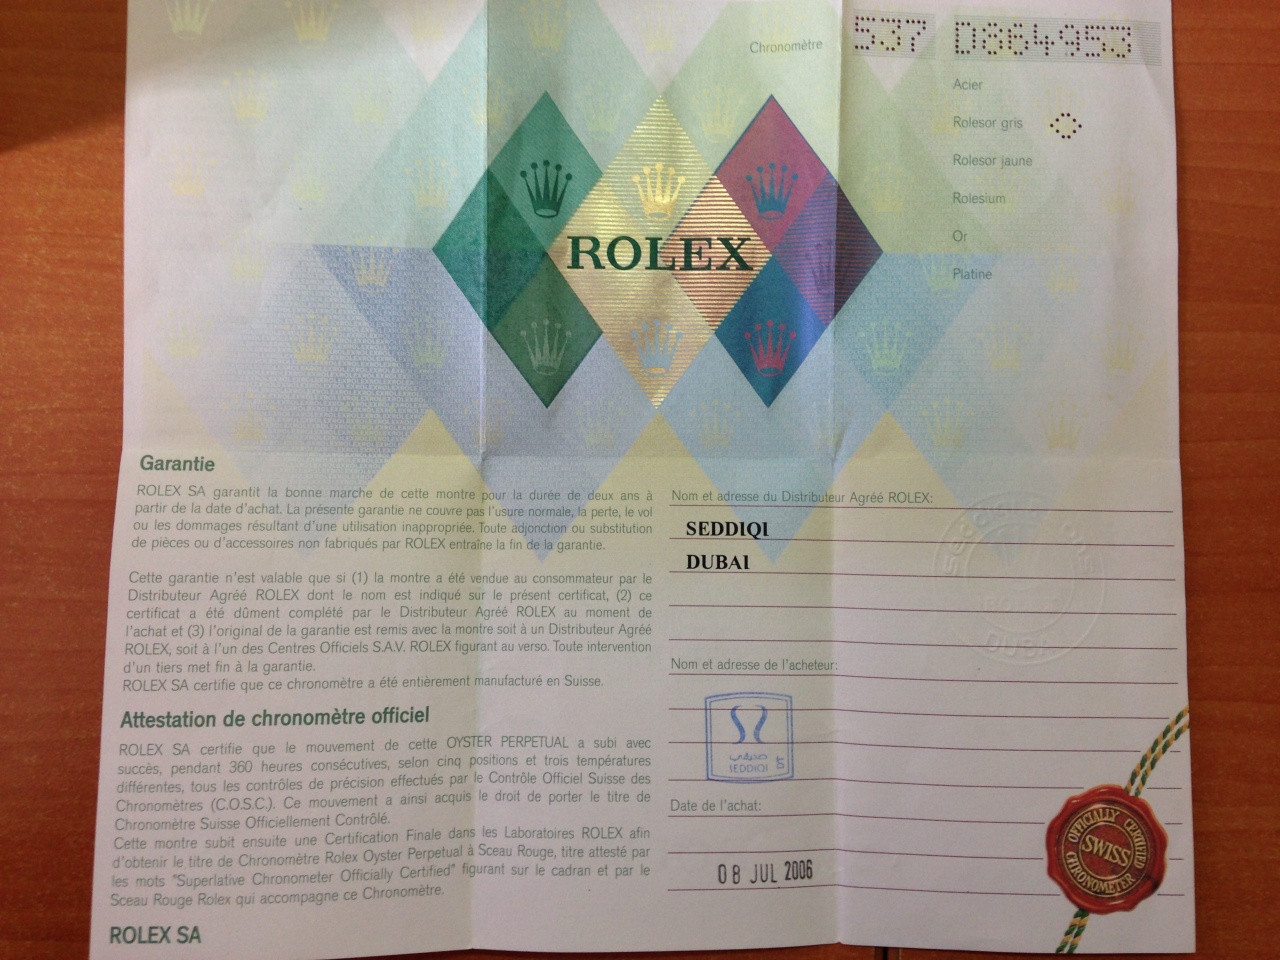 Chronomètre
537 D864953
Acier
Rolesor gris
Rolesor jaune
Rolesium
Or
Platine
ROLEX
Garantie
ROLEX SA garantit la bonne marche de cette montre pour la durée de deux ans à
partir de la date d'achat. La présente garantie ne couvre pas l'usure normale, la perte, le vol
ou les dommages résultant d'une utilisation inappropriée. Toute adjonction ou substitution
de pièces ou d'accessoires non fabriqués par ROLEX entraîne la fin de la garantie.
Cette garantie n'est valable que si (1) la montre a été vendue au consommateur par le
Distributeur Agréé ROLEX dont le nom est indiqué sur le présent certificat, (2) ce
certificat a été dûment complété par le Distributeur Agréé ROLEX au moment de
l'achat et (3) l'original de la garantie est remis avec la montre soit à un Distributeur Agréé
ROLEX, soit à l'un des Centres Officiels S.A.V. ROLEX figurant au verso. Toute intervention
d'un tiers met fin à la garantie.
ROLEX SA certifie que ce chronomètre a été entièrement manufacturé en Suisse.
Attestation de chronomètre officiel
ROLEX SA certifie que le mouvement de cette OYSTER PERPETUAL a subi avec
succès, pendant 360 heures consécutives, selon cinq positions et trois températures
différentes, tous les contrôles de précision effectués par le Contrôle Officiel Suisse des
Chronomètres (C.O.S.C.). Ce mouvement a ainsi acquis le droit de porter le titre de
Chronomètre Suisse Officiellement Contrôlé.
Cette montre subit ensuite une Certification Finale dans les Laboratoires ROLEX afin
d'obtenir le titre de Chronomètre Rolex Oyster Perpetual à Sceau Rouge, titre attesté par
les mots "Superlative Chronometer Officially Certified" figurant sur le cadran et par le
Sceau Rouge Rolex qui accompagne ce Chronomètre.
ROLEX SA
Nom et adresse du Distributeur Agréé ROLEX:
SEDDIQI
DUBAI
DUBAI
Nom et adresse de l'acheteur:
صديقي
SEDDIQI
Date de l'achat:
08 JUL 2006
OFFICIALLY CERTIFIED
SWISS
CHRONOMETER